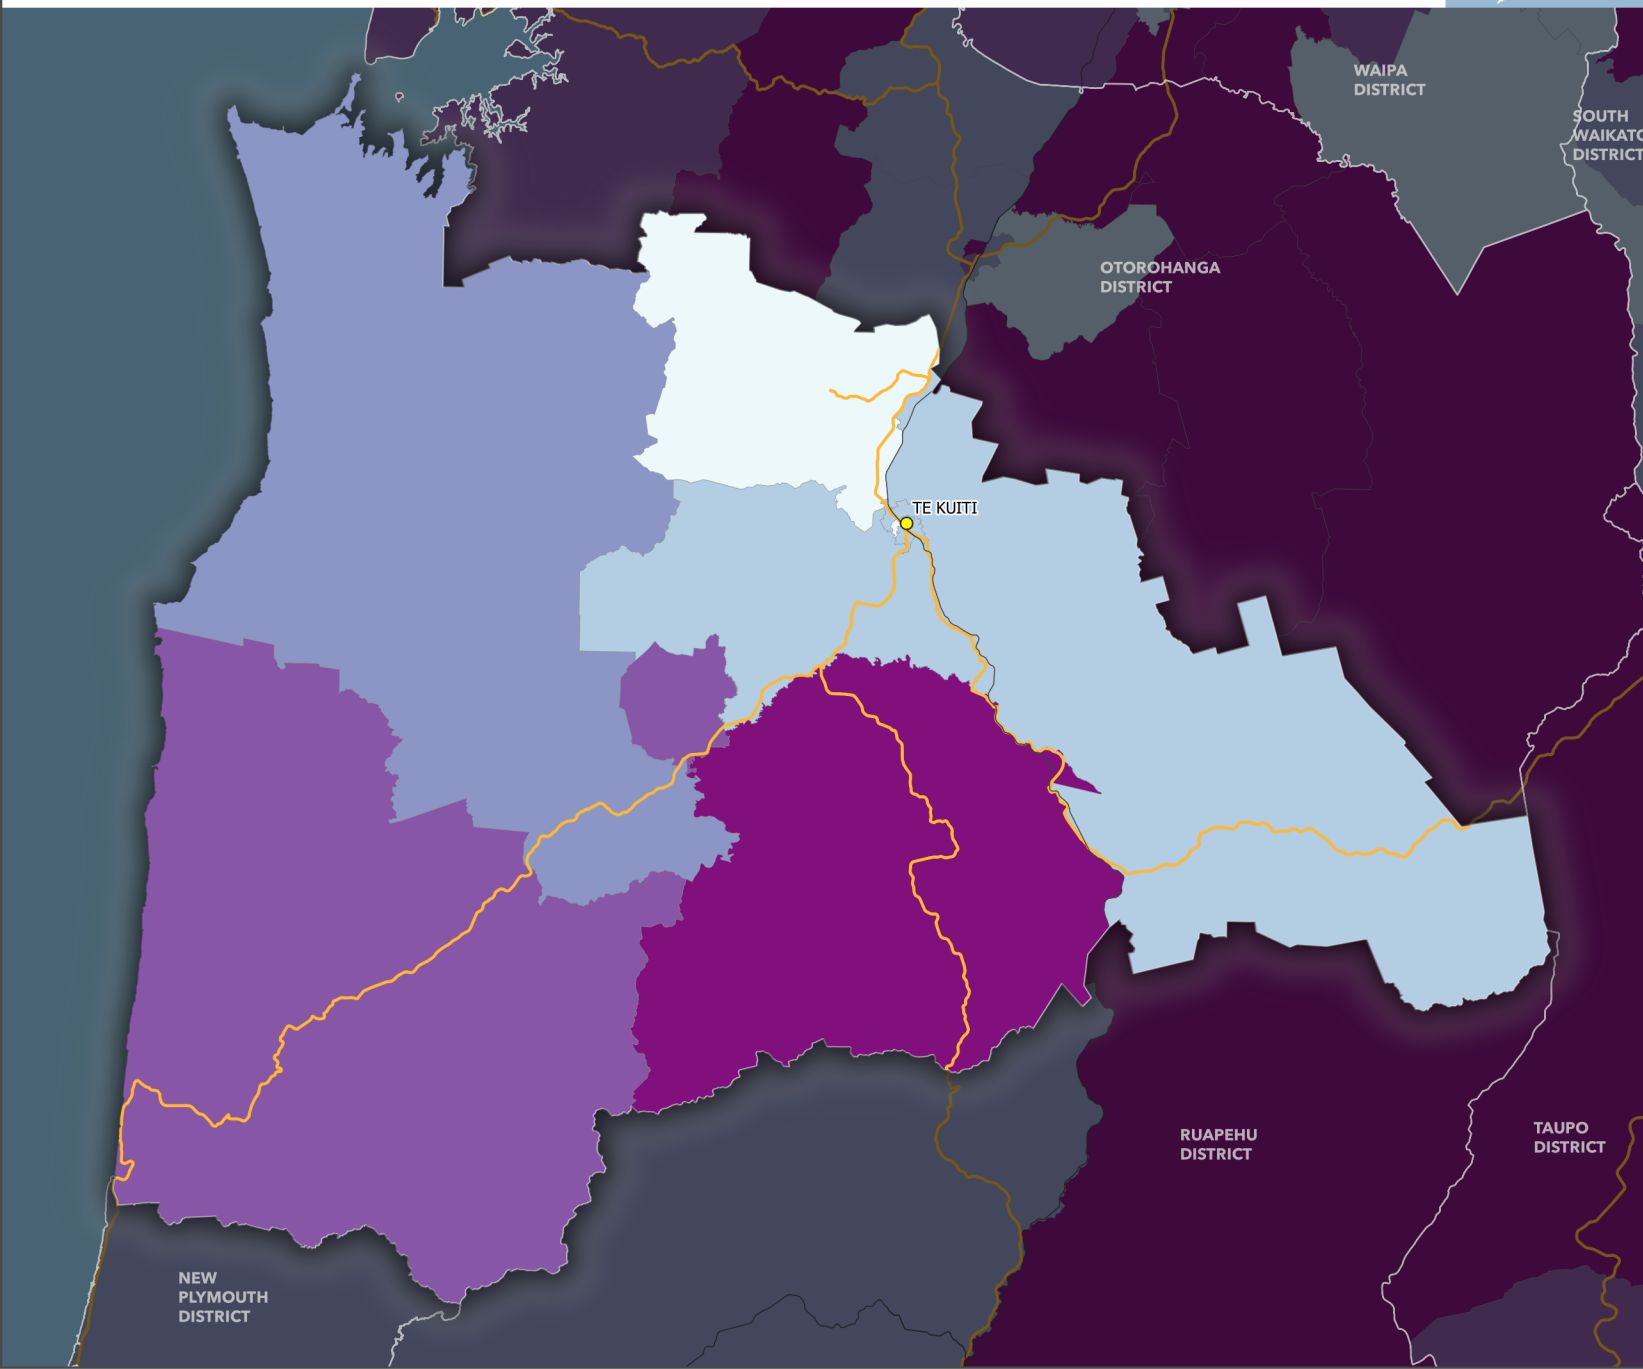 WAIPA
DISTRICT
SOUTH
WAIKATO
DISTRICT
OTOROHANGA
DISTRICT
TE KUITI
RUAPEHU
DISTRICT
TAUPO
DISTRICT
NEW
PLYMOUTH
DISTRICT